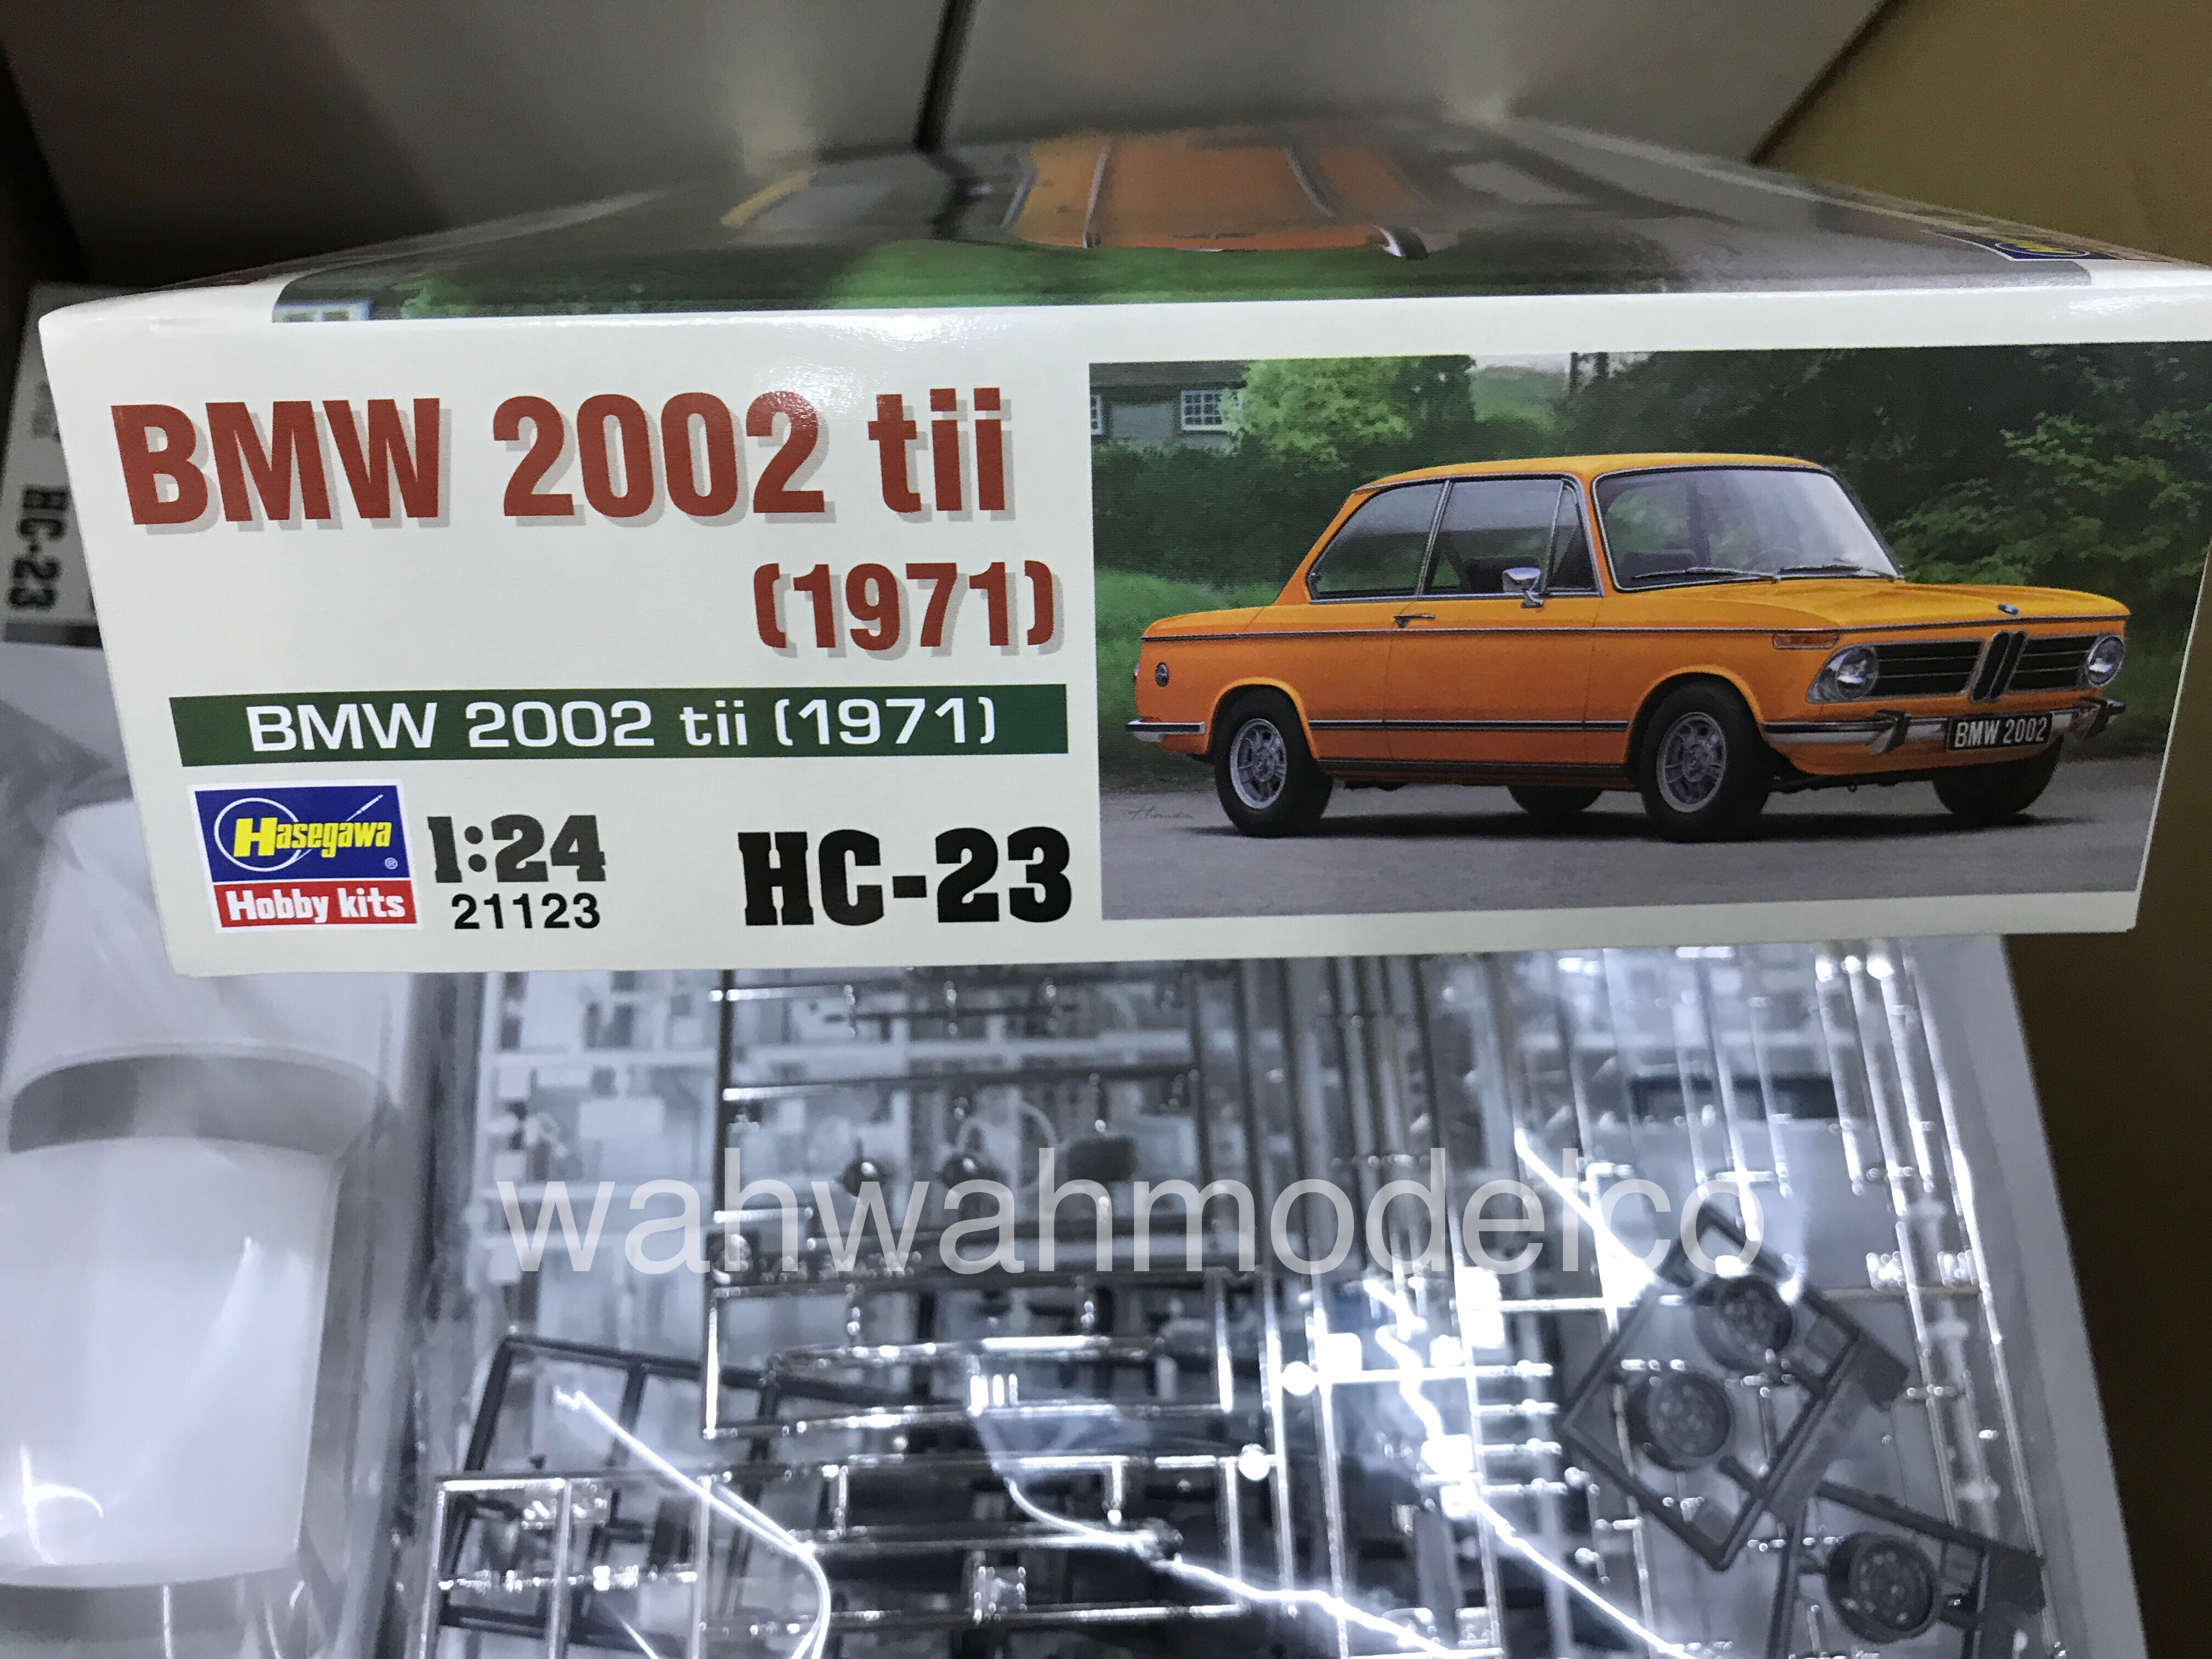 BMW 2002 tii
(1971)
BMW 2002 tii (1971)
Hasegawa®
Hobby kits
1:24
21123
HC-23
BMW 2002
HC-23
wahwahmodelco